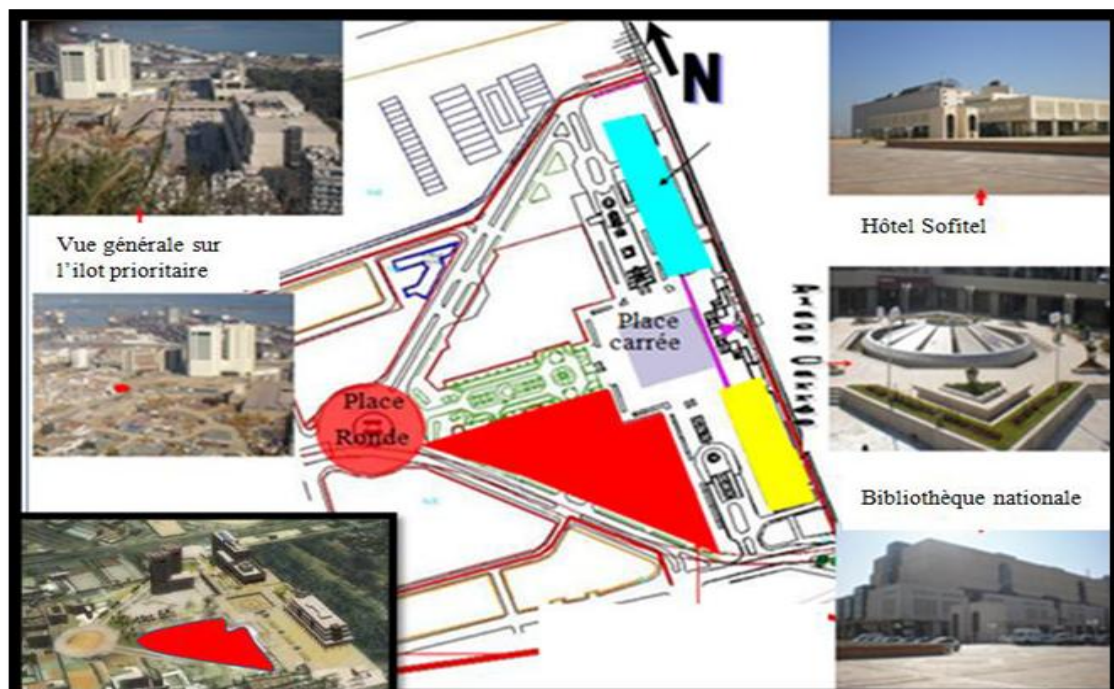 N
Vue générale sur
l'ilot prioritaire
Hôtel Sofitel
Place
carrée
Place
Ronde
Bibliothèque nationale